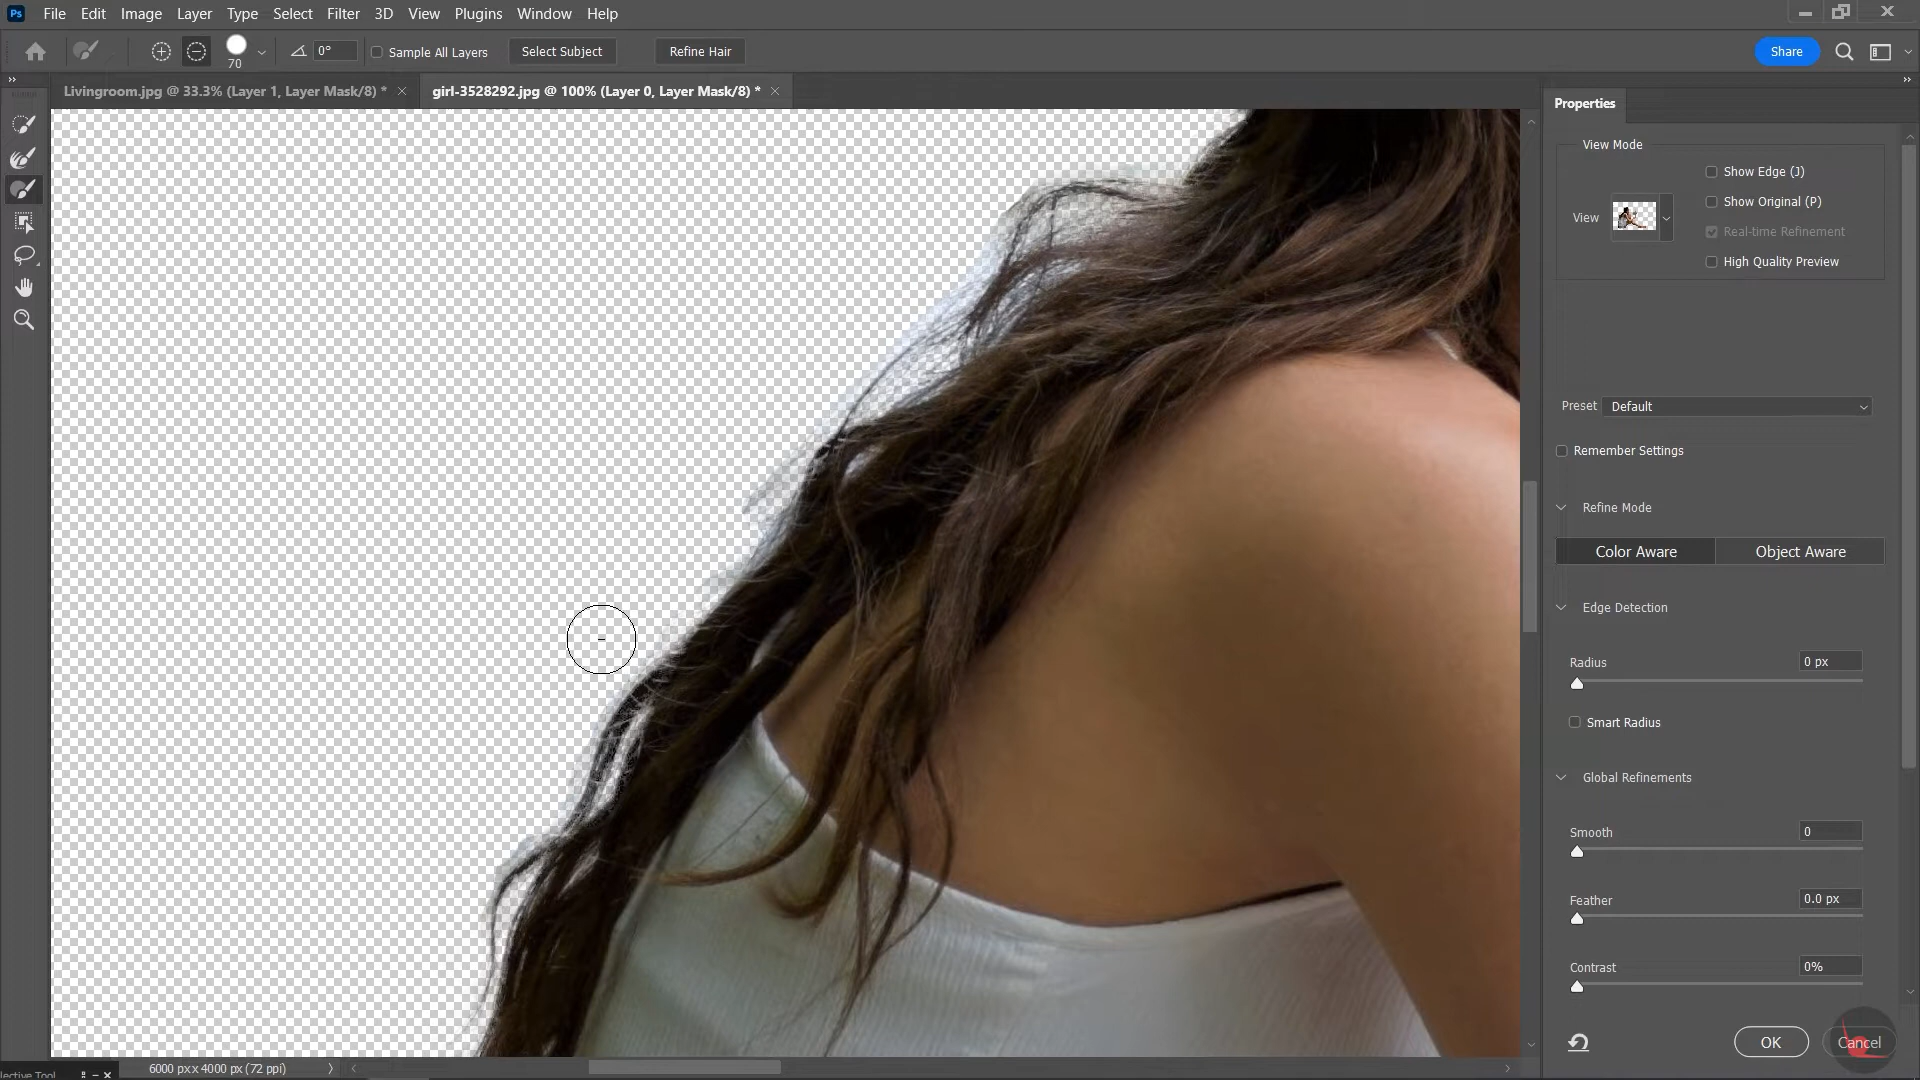 Ps File Edit Image Layer Type Select Filter 3D View Plugins Window Help
70 0° Sample All Layers Select Subject Refine Hair Share
Livingroom.jpg @ 33.3% (Layer 1, Layer Mask/8) * girl-3528292.jpg @ 100% (Layer 0, Layer Mask/8) *
Properties
View Mode
Show Edge (J)
View Show Original (P)
Real-time Refinement
High Quality Preview
Preset Default
Remember Settings
Refine Mode
Color Aware Object Aware
Edge Detection
Radius 0 px
Smart Radius
Global Refinements
Smooth 0
Feather 0.0 px
Contrast 0%
OK Cancel
lective Tool 6000 px x 4000 px (72 ppi)